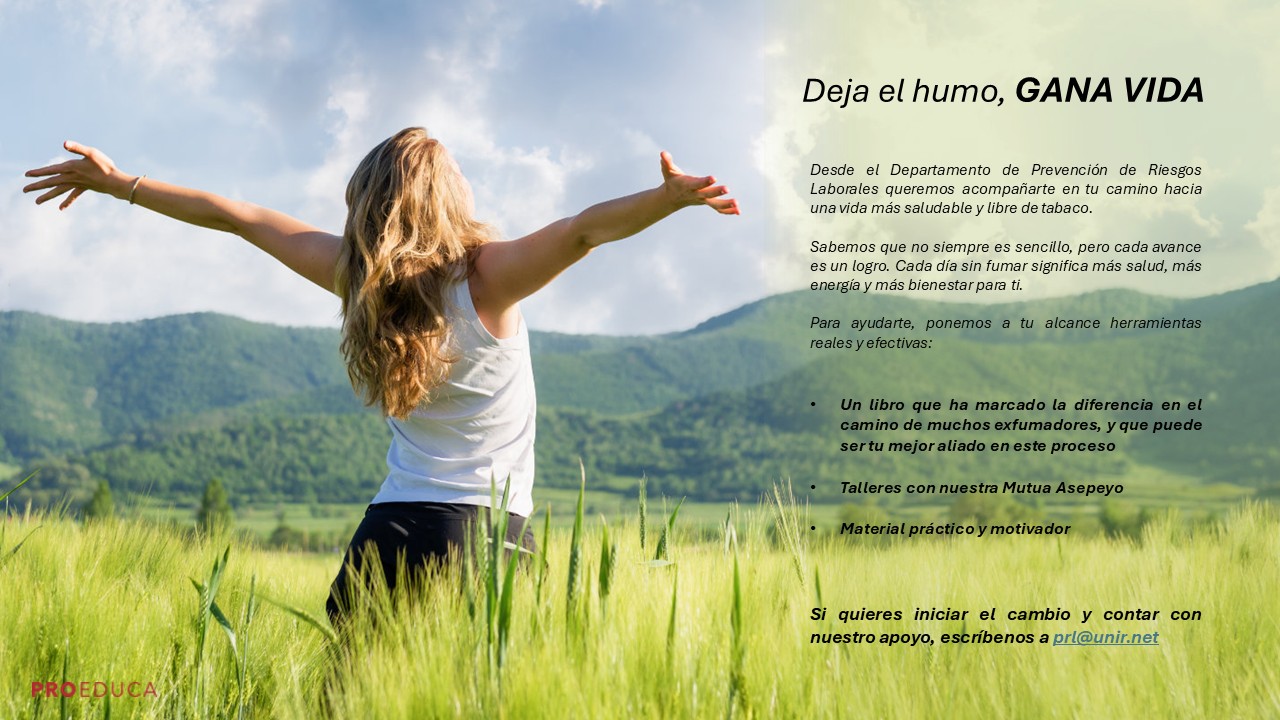 Deja el humo, GANA VIDA
Desde el Departamento de Prevención de Riesgos
Laborales queremos acompañarte en tu camino hacia
una vida más saludable y libre de tabaco.
Sabemos que no siempre es sencillo, pero cada avance
es un logro. Cada día sin fumar significa más salud, más
energía y más bienestar para ti.
Para ayudarte, ponemos a tu alcance herramientas
reales y efectivas:
• Un libro que ha marcado la diferencia en el
camino de muchos exfumadores, y que puede
ser tu mejor aliado en este proceso
• Talleres con nuestra Mutua Asepeyo
• Material práctico y motivador
Si quieres iniciar el cambio y contar con
nuestro apoyo, escríbenos a prl@unir.net
PROEDUCA